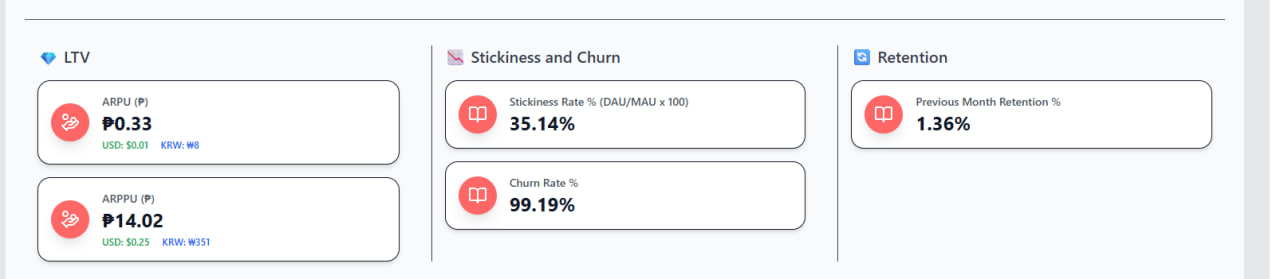 LTV
ARPU (₱)
₱0.33
USD: $0.01 KRW: ₩8
ARPPU (₱)
₱14.02
USD: $0.25 KRW: ₩351
Stickiness and Churn
Stickiness Rate % (DAU/MAU x 100)
35.14%
Churn Rate %
99.19%
Retention
Previous Month Retention %
1.36%